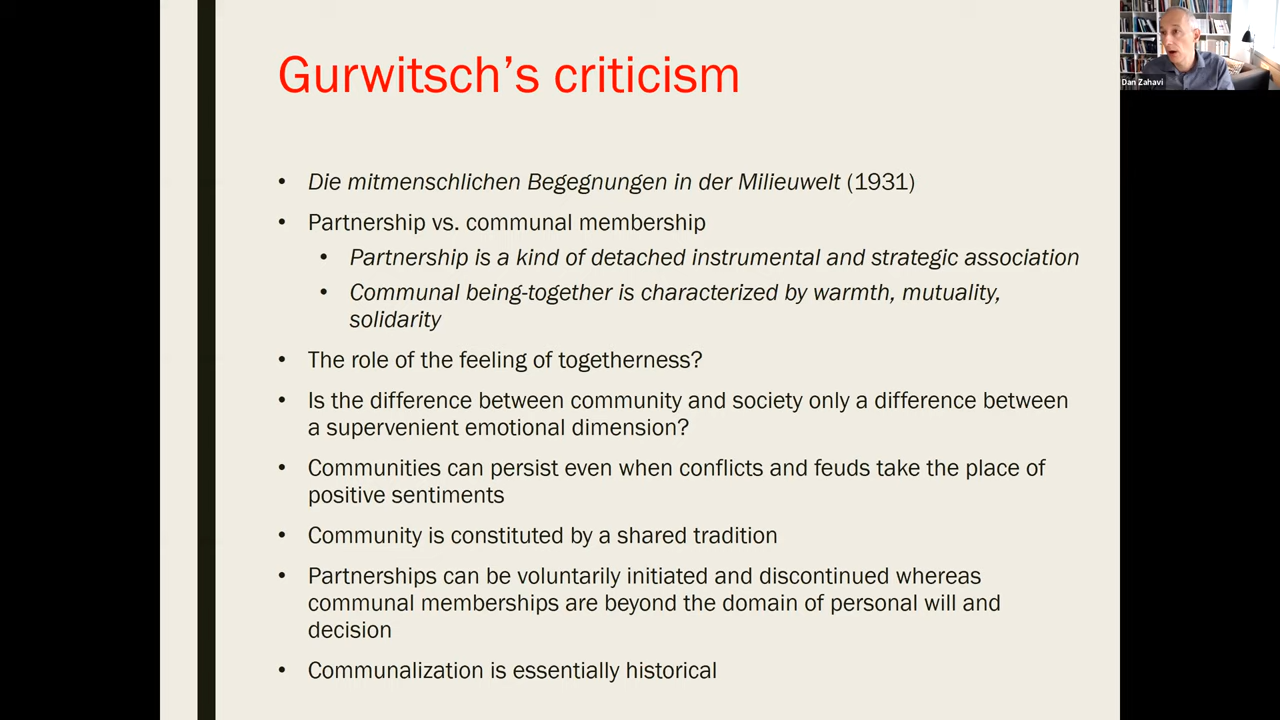 Gurwitsch’s criticism
Dan Zahavi
• Die mitmenschlichen Begegnungen in der Milieuwelt (1931)
• Partnership vs. communal membership
• Partnership is a kind of detached instrumental and strategic association
• Communal being-together is characterized by warmth, mutuality,
solidarity
• The role of the feeling of togetherness?
• Is the difference between community and society only a difference between
a supervenient emotional dimension?
• Communities can persist even when conflicts and feuds take the place of
positive sentiments
• Community is constituted by a shared tradition
• Partnerships can be voluntarily initiated and discontinued whereas
communal memberships are beyond the domain of personal will and
decision
• Communalization is essentially historical